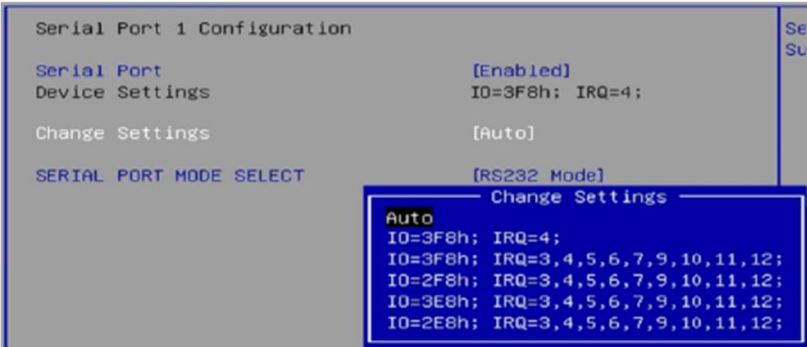 Serial Port 1 Configuration
Serial Port [Enabled]
Device Settings IO=3F8h; IRQ=4;
Change Settings [Auto]
SERIAL PORT MODE SELECT [RS232 Mode]
Change Settings
Auto
IO=3F8h; IRQ=4;
IO=3F8h; IRQ=3,4,5,6,7,9,10,11,12;
IO=2F8h; IRQ=3,4,5,6,7,9,10,11,12;
IO=3E8h; IRQ=3,4,5,6,7,9,10,11,12;
IO=2E8h; IRQ=3,4,5,6,7,9,10,11,12;
Se
Su